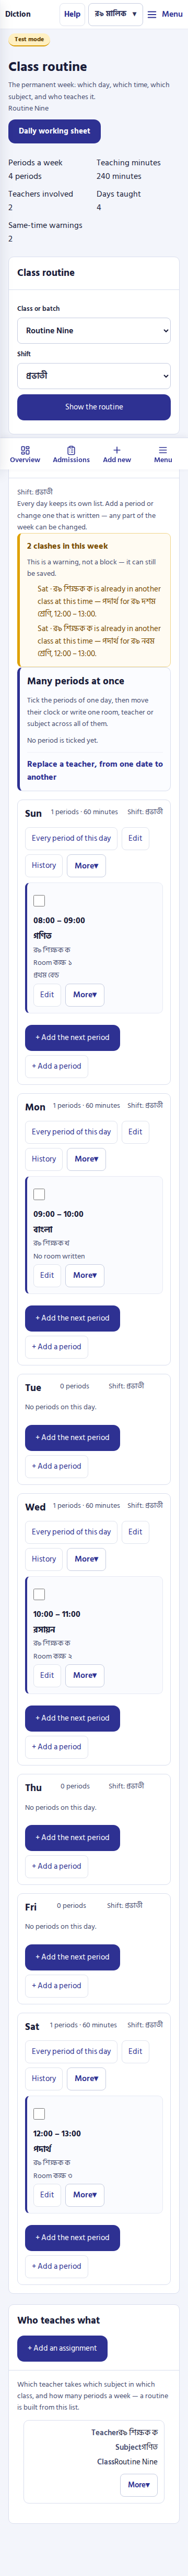 Diction
Help
র৯ মালিক ▾
Menu
Test mode
Class routine
The permanent week: which day, which time, which
subject, and who teaches it.
Routine Nine
Daily working sheet
Periods a week
4 periods
Teaching minutes
240 minutes
Teachers involved
2
Days taught
4
Same-time warnings
2
Class routine
Class or batch
Routine Nine
Shift
প্রভাতী
Show the routine
Overview
Admissions
Add new
Menu
Shift: প্রভাতী
Every day keeps its own list. Add a period or
change one that is written — any part of the
week can be changed.
2 clashes in this week
This is a warning, not a block — it can still
be saved.
Sat · র৯ শিক্ষক ক is already in another
class at this time — পদার্থ for র৯ দশম
শ্রেণি, 12:00 – 13:00.
Sat · র৯ শিক্ষক ক is already in another
class at this time — পদার্থ for র৯ নবম
শ্রেণি, 12:00 – 13:00.
Many periods at once
Tick the periods of one day, then move
their clock or write one room, teacher or
subject across all of them.
No period is ticked yet.
Replace a teacher, from one date to
another
Sun
1 periods · 60 minutes
Shift: প্রভাতী
Every period of this day
Edit
History
More▾
08:00 – 09:00
গণিত
র৯ শিক্ষক ক
Room কক্ষ ১
প্রথম বেঞ্চ
Edit
More▾
+ Add the next period
+ Add a period
Mon
1 periods · 60 minutes
Shift: প্রভাতী
Every period of this day
Edit
History
More▾
09:00 – 10:00
বাংলা
র৯ শিক্ষক খ
No room written
Edit
More▾
+ Add the next period
+ Add a period
Tue
0 periods
Shift: প্রভাতী
No periods on this day.
+ Add the next period
+ Add a period
Wed
1 periods · 60 minutes
Shift: প্রভাতী
Every period of this day
Edit
History
More▾
10:00 – 11:00
রসায়ন
র৯ শিক্ষক ক
Room কক্ষ ২
Edit
More▾
+ Add the next period
+ Add a period
Thu
0 periods
Shift: প্রভাতী
No periods on this day.
+ Add the next period
+ Add a period
Fri
0 periods
Shift: প্রভাতী
No periods on this day.
+ Add the next period
+ Add a period
Sat
1 periods · 60 minutes
Shift: প্রভাতী
Every period of this day
Edit
History
More▾
12:00 – 13:00
পদার্থ
র৯ শিক্ষক ক
Room কক্ষ ৩
Edit
More▾
+ Add the next period
+ Add a period
Who teaches what
+ Add an assignment
Which teacher takes which subject in which
class, and how many periods a week — a routine
is built from this list.
Teacherর৯ শিক্ষক ক
Subjectগণিত
ClassRoutine Nine
More▾